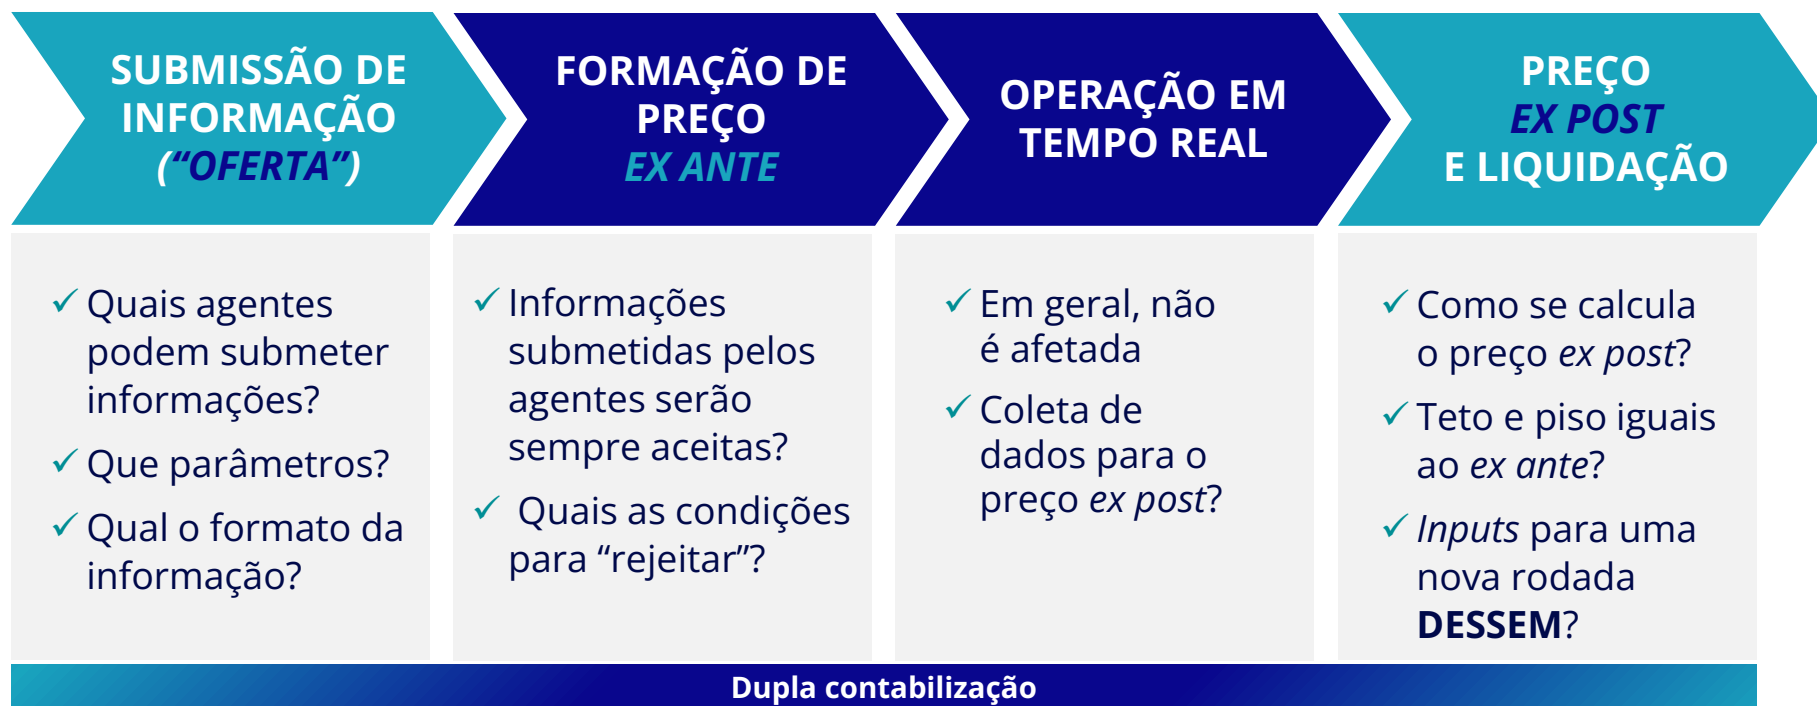 SUBMISSÃO DE
INFORMAÇÃO
(“OFERTA”)
Quais agentes
podem submeter
informações?
Que parâmetros?
Qual o formato da
informação?
FORMAÇÃO DE
PREÇO
EX ANTE
Informações
submetidas pelos
agentes serão
sempre aceitas?
Quais as condições
para “rejeitar”?
OPERAÇÃO EM
TEMPO REAL
Em geral, não
é afetada
Coleta de
dados para o
preço ex post?
PREÇO
EX POST
E LIQUIDAÇÃO
Como se calcula
o preço ex post?
Teto e piso iguais
ao ex ante?
Inputs para uma
nova rodada
DESSEM?
Dupla contabilização